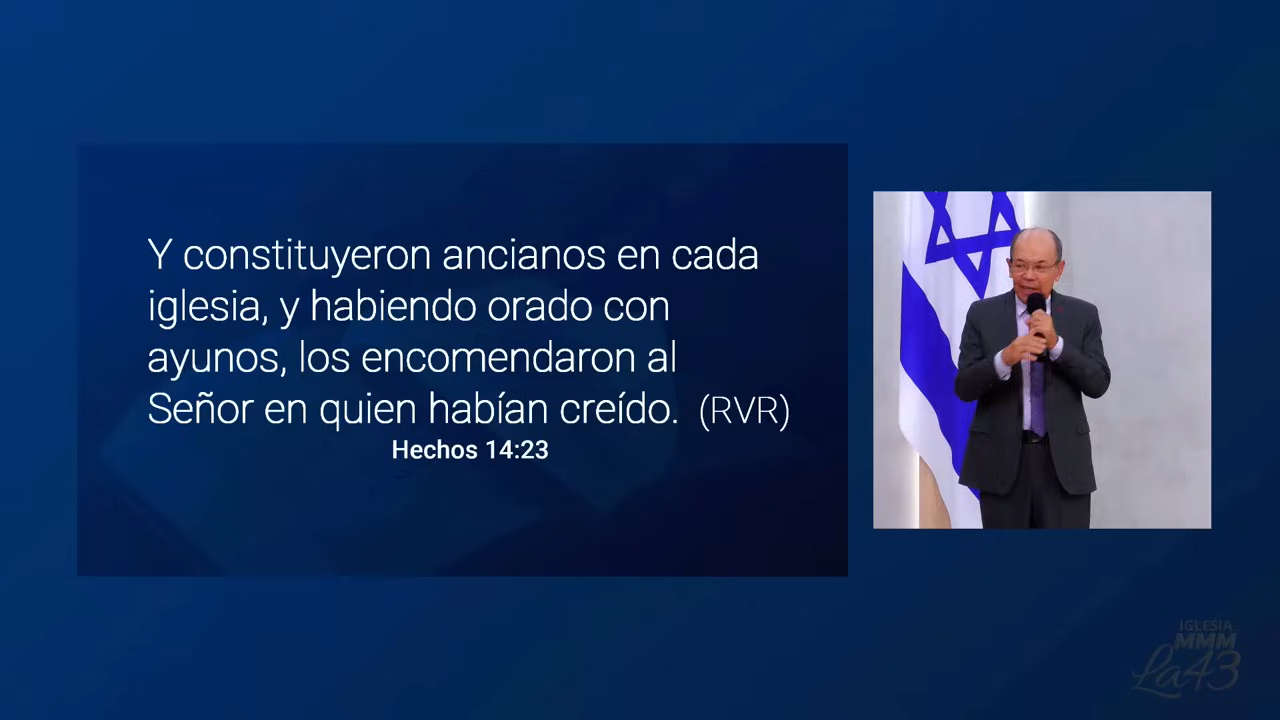 Y constituyeron ancianos en cada
iglesia, y habiendo orado con
ayunos, los encomendaron al
Señor en quien habían creído. (RVR)
Hechos 14:23
IGLESIA
MMM
La43